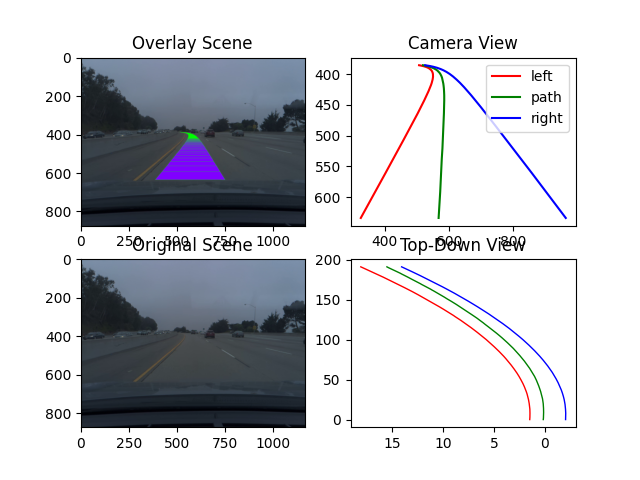 Overlay Scene
0
200
400
600
800
0 250 500 750 1000
Camera View
400
450
500
550
600
400 600 800
left
path
right
Original Scene
0
200
400
600
800
0 250 500 750 1000
Top-Down View
200
150
100
50
0
15 10 5 0